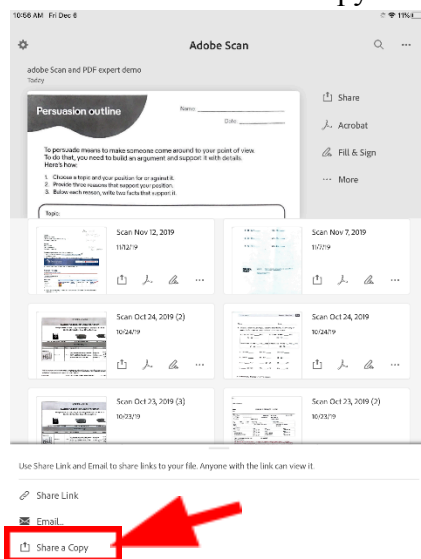 10:56 AM Fri Dec 6
11%
Adobe Scan
adobe Scan and PDF expert demo
Today
Persuasion outline
Name:
Date:
To persuade means to make someone come around to your point of view.
To do that, you need to build an argument and support it with details.
Here's how:
1. Choose a topic and your position for or against it.
2. Provide three reasons that support your position.
3. Below each reason, write two facts that support it.
Topic:
Share
Acrobat
Fill & Sign
More
Scan Nov 12, 2019
11/12/19
Scan Nov 7, 2019
11/7/19
Scan Oct 24, 2019 (2)
10/24/19
Scan Oct 24, 2019
10/24/19
Scan Oct 23, 2019 (3)
10/23/19
Scan Oct 23, 2019 (2)
10/23/19
Use Share Link and Email to share links to your file. Anyone with the link can view it.
Share Link
Email...
Share a Copy